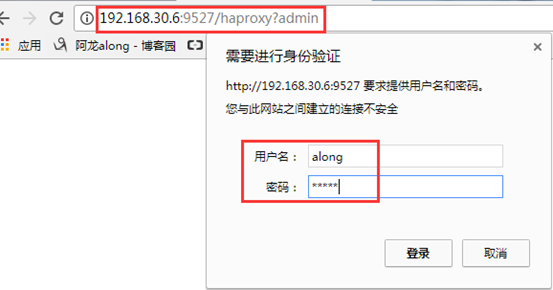 192.168.30.6:9527/haproxy?admin
应用 阿龙along - 博客园
需要进行身份验证
http://192.168.30.6:9527 要求提供用户名和密码。
您与此网站之间建立的连接不安全
用户名： along
密码： *****
登录 取消